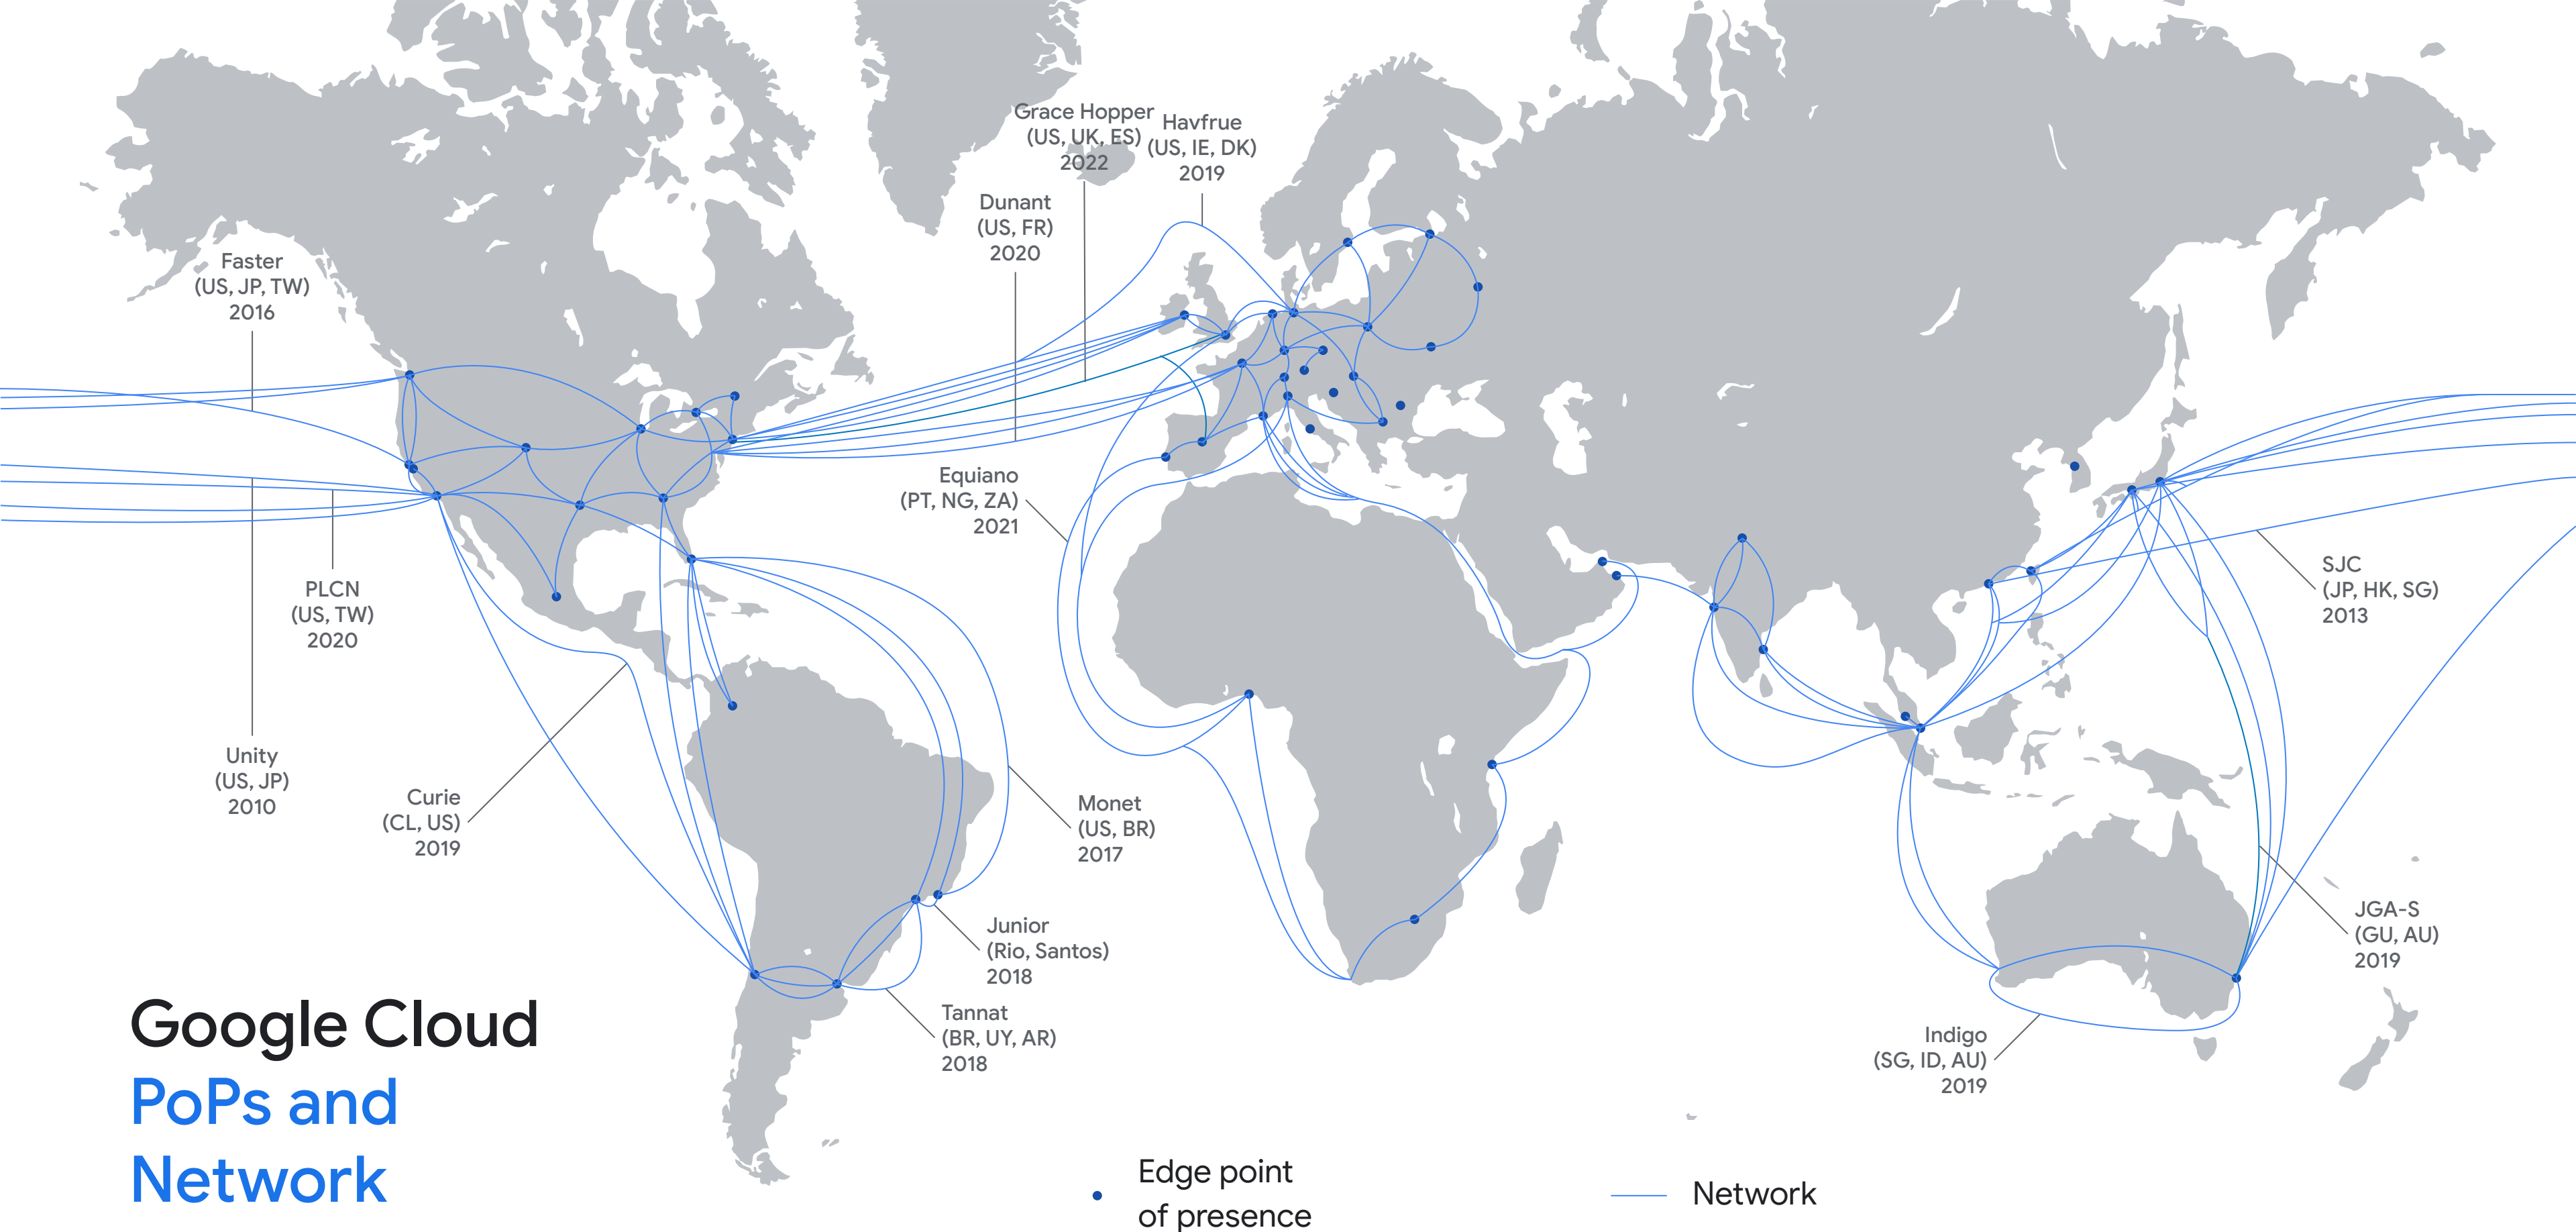 Grace Hopper
(US, UK, ES)
2022
Havfrue
(US, IE, DK)
2019
Dunant
(US, FR)
2020
Faster
(US, JP, TW)
2016
Equiano
(PT, NG, ZA)
2021
SJC
(JP, HK, SG)
2013
PLCN
(US, TW)
2020
Unity
(US, JP)
2010
Curie
(CL, US)
2019
Monet
(US, BR)
2017
Junior
(Rio, Santos)
2018
JGA-S
(GU, AU)
2019
Tannat
(BR, UY, AR)
2018
Indigo
(SG, ID, AU)
2019
Google Cloud
PoPs and
Network
Edge point
of presence
Network